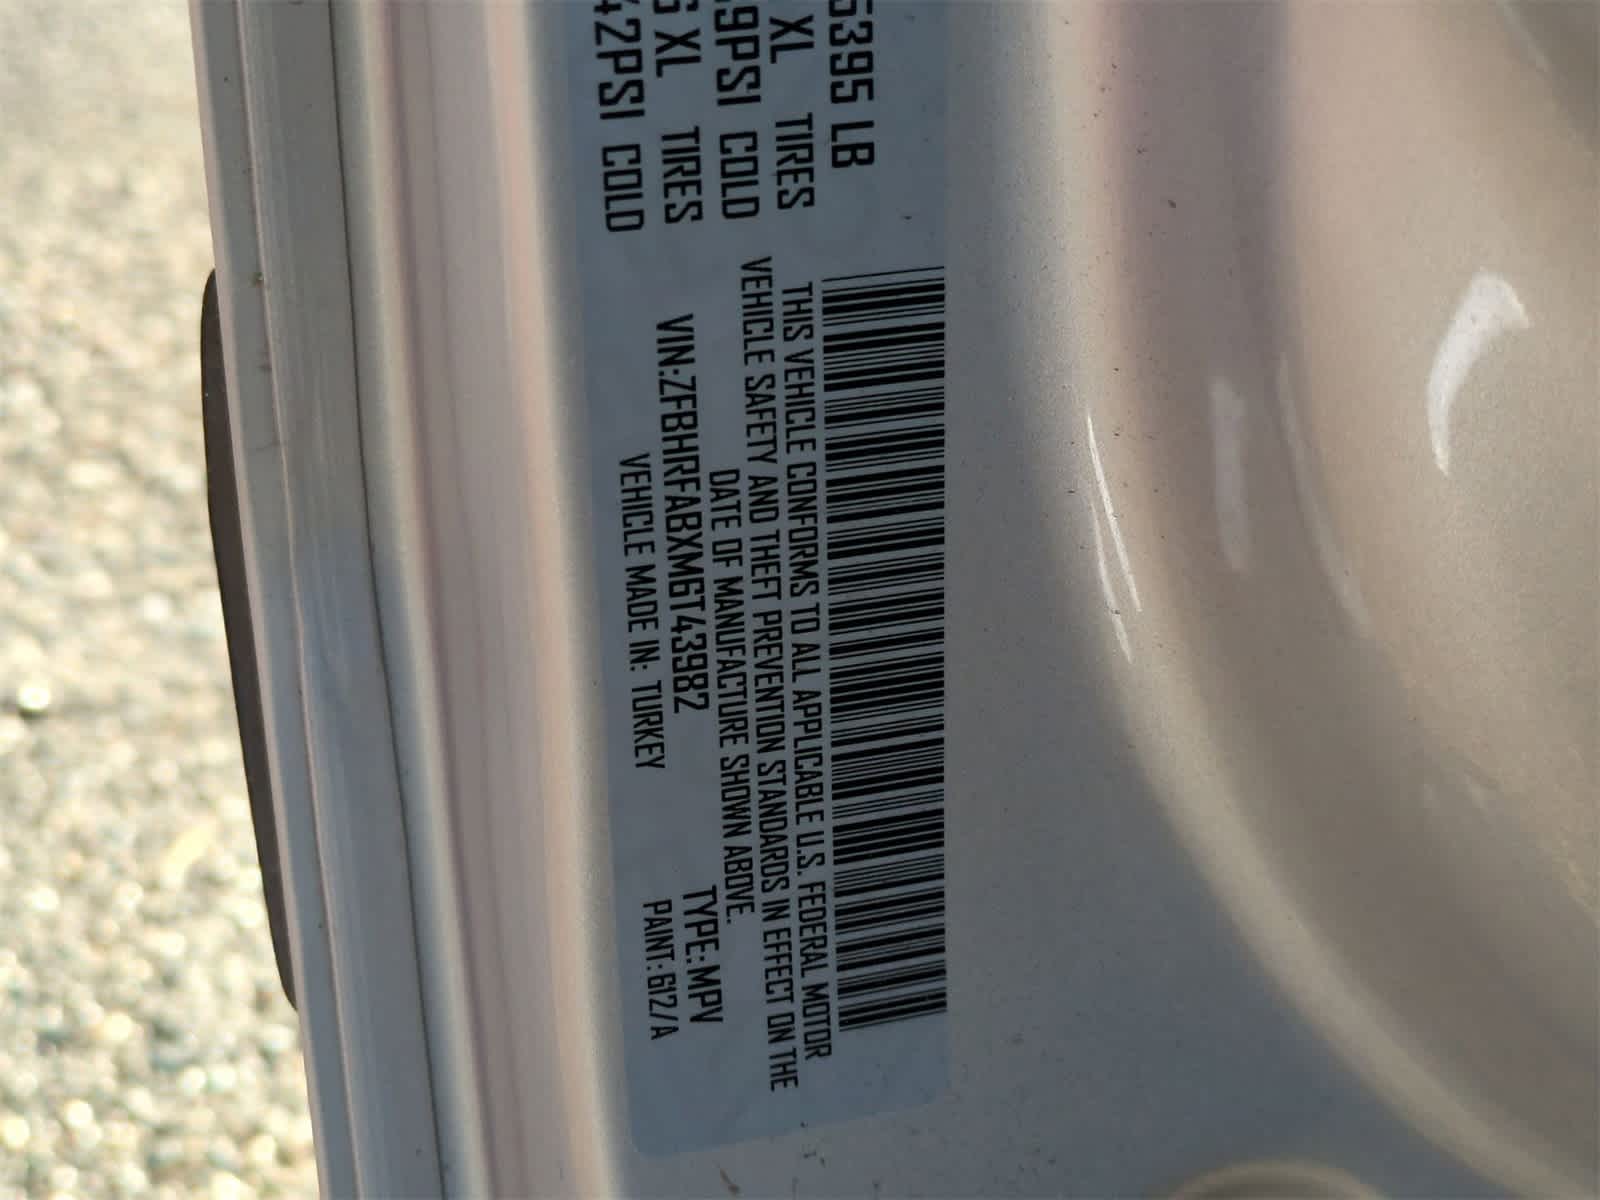 5395 LB
XL TIRES
9PSI COLD
XL TIRES
42PSI COLD
THIS VEHICLE CONFORMS TO ALL APPLICABLE U.S. FEDERAL MOTOR
VEHICLE SAFETY AND THEFT PREVENTION STANDARDS IN EFFECT ON THE
DATE OF MANUFACTURE SHOWN ABOVE.
VIN:ZFBHRFABXM6T43982 TYPE:MPV
VEHICLE MADE IN: TURKEY PAINT:612/A